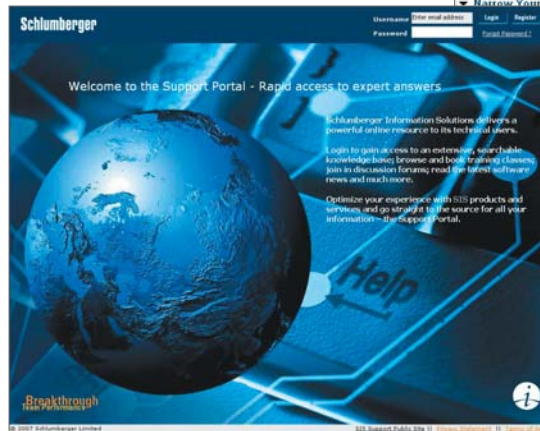 Narrow Your
Schlumberger
Username Enter email address Login Register
Password Forgot Password ?
Welcome to the Support Portal - Rapid access to expert answers
Schlumberger Information Solutions delivers a
powerful online resource to its technical users.
Login to gain access to an extensive, searchable
knowledge base; browse and book training classes;
join in discussion forums; read the latest software
news and much more.
Optimize your experience with SIS products and
services and go straight to the source for all your
information – the Support Portal.
Help
Breakthrough
Team Performance
i
© 2007 Schlumberger Limited
SIS Support Public Site || Privacy Statement || Terms of